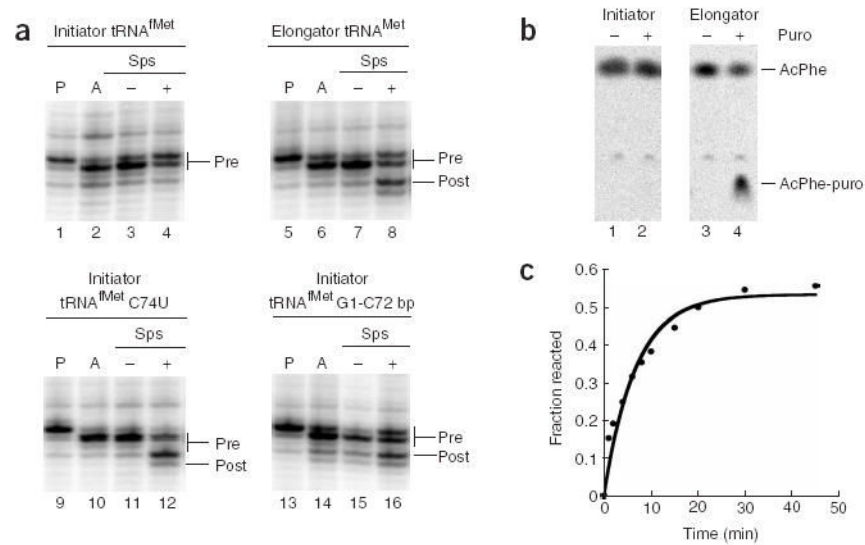 a
Initiator tRNAfMet
Sps
P A – +
Pre
1 2 3 4
Elongator tRNAMet
Sps
P A – +
Pre
Post
5 6 7 8
Initiator
tRNAfMet C74U
Sps
P A – +
Pre
Post
9 10 11 12
Initiator
tRNAfMet G1-C72 bp
Sps
P A – +
Pre
Post
13 14 15 16
b
Initiator Elongator
– + – + Puro
AcPhe
AcPhe-puro
1 2 3 4
c
Fraction reacted
0.6
0.5
0.4
0.3
0.2
0.1
0
0 10 20 30 40 50
Time (min)